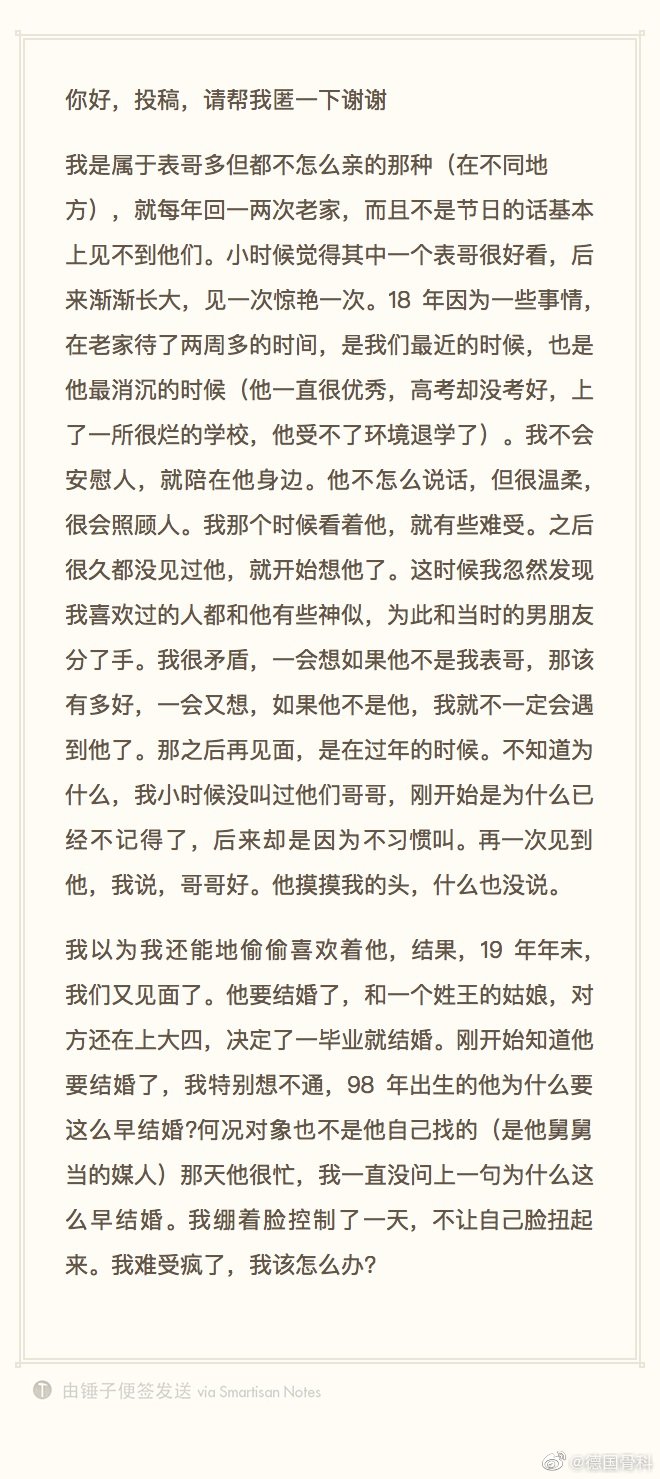 你好，投稿，请帮我匿一下谢谢
我是属于表哥多但都不怎么亲的那种（在不同地
方），就每年回一两次老家，而且不是节日的话基本
上见不到他们。小时候觉得其中一个表哥很好看，后
来渐渐长大，见一次惊艳一次。18 年因为一些事情，
在老家待了两周多的时间，是我们最近的时候，也是
他最消沉的时候（他一直很优秀，高考却没考好，上
了一所很烂的学校，他受不了环境退学了）。我不会
安慰人，就陪在他身边。他不怎么说话，但很温柔，
很会照顾人。我那个时候看着他，就有些难受。之后
很久都没见过他，就开始想他了。这时候我忽然发现
我喜欢过的人都和他有些神似，为此和当时的男朋友
分了手。我很矛盾，一会想如果他不是我表哥，那该
有多好，一会又想，如果他不是他，我就不一定会遇
到他了。那之后再见面，是在过年的时候。不知道为
什么，我小时候没叫过他们哥哥，刚开始是为什么已
经不记得了，后来却是因为不习惯叫。再一次见到
他，我说，哥哥好。他摸摸我的头，什么也没说。
我以为我还能地偷偷喜欢着他，结果，19 年年末，
我们又见面了。他要结婚了，和一个姓王的姑娘，对
方还在上大四，决定了一毕业就结婚。刚开始知道他
要结婚了，我特别想不通，98 年出生的他为什么要
这么早结婚?何况对象也不是他自己找的（是他舅舅
当的媒人）那天他很忙，我一直没问上一句为什么这
么早结婚。我绷着脸控制了一天，不让自己脸扭起
来。我难受疯了，我该怎么办?
T 由锤子便签发送 via Smartisan Notes
@德国骨科